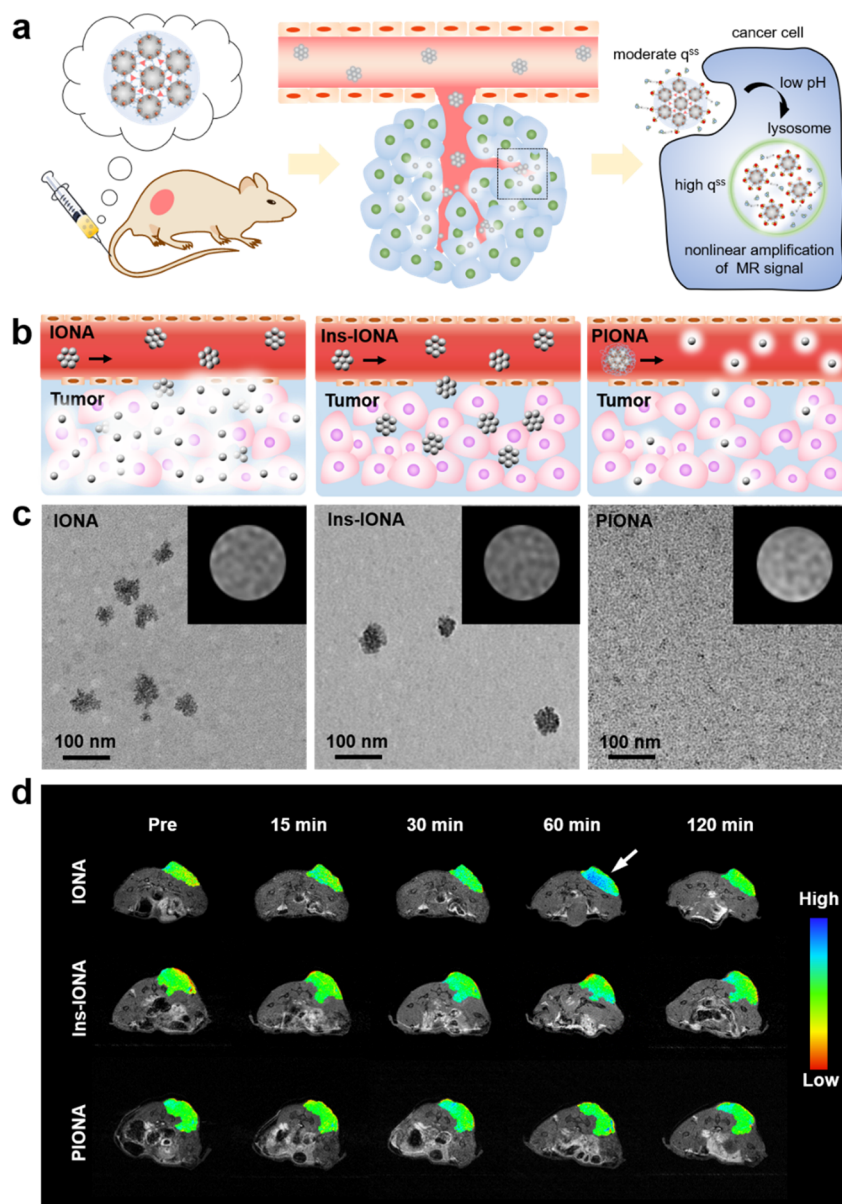 a
moderate q^ss
cancer cell
low pH
lysosome
high q^ss
nonlinear amplification
of MR signal
b
IONA
Tumor
Ins-IONA
Tumor
PIONA
Tumor
c
IONA
100 nm
Ins-IONA
100 nm
PIONA
100 nm
d
Pre
15 min
30 min
60 min
120 min
IONA
Ins-IONA
PIONA
High
Low